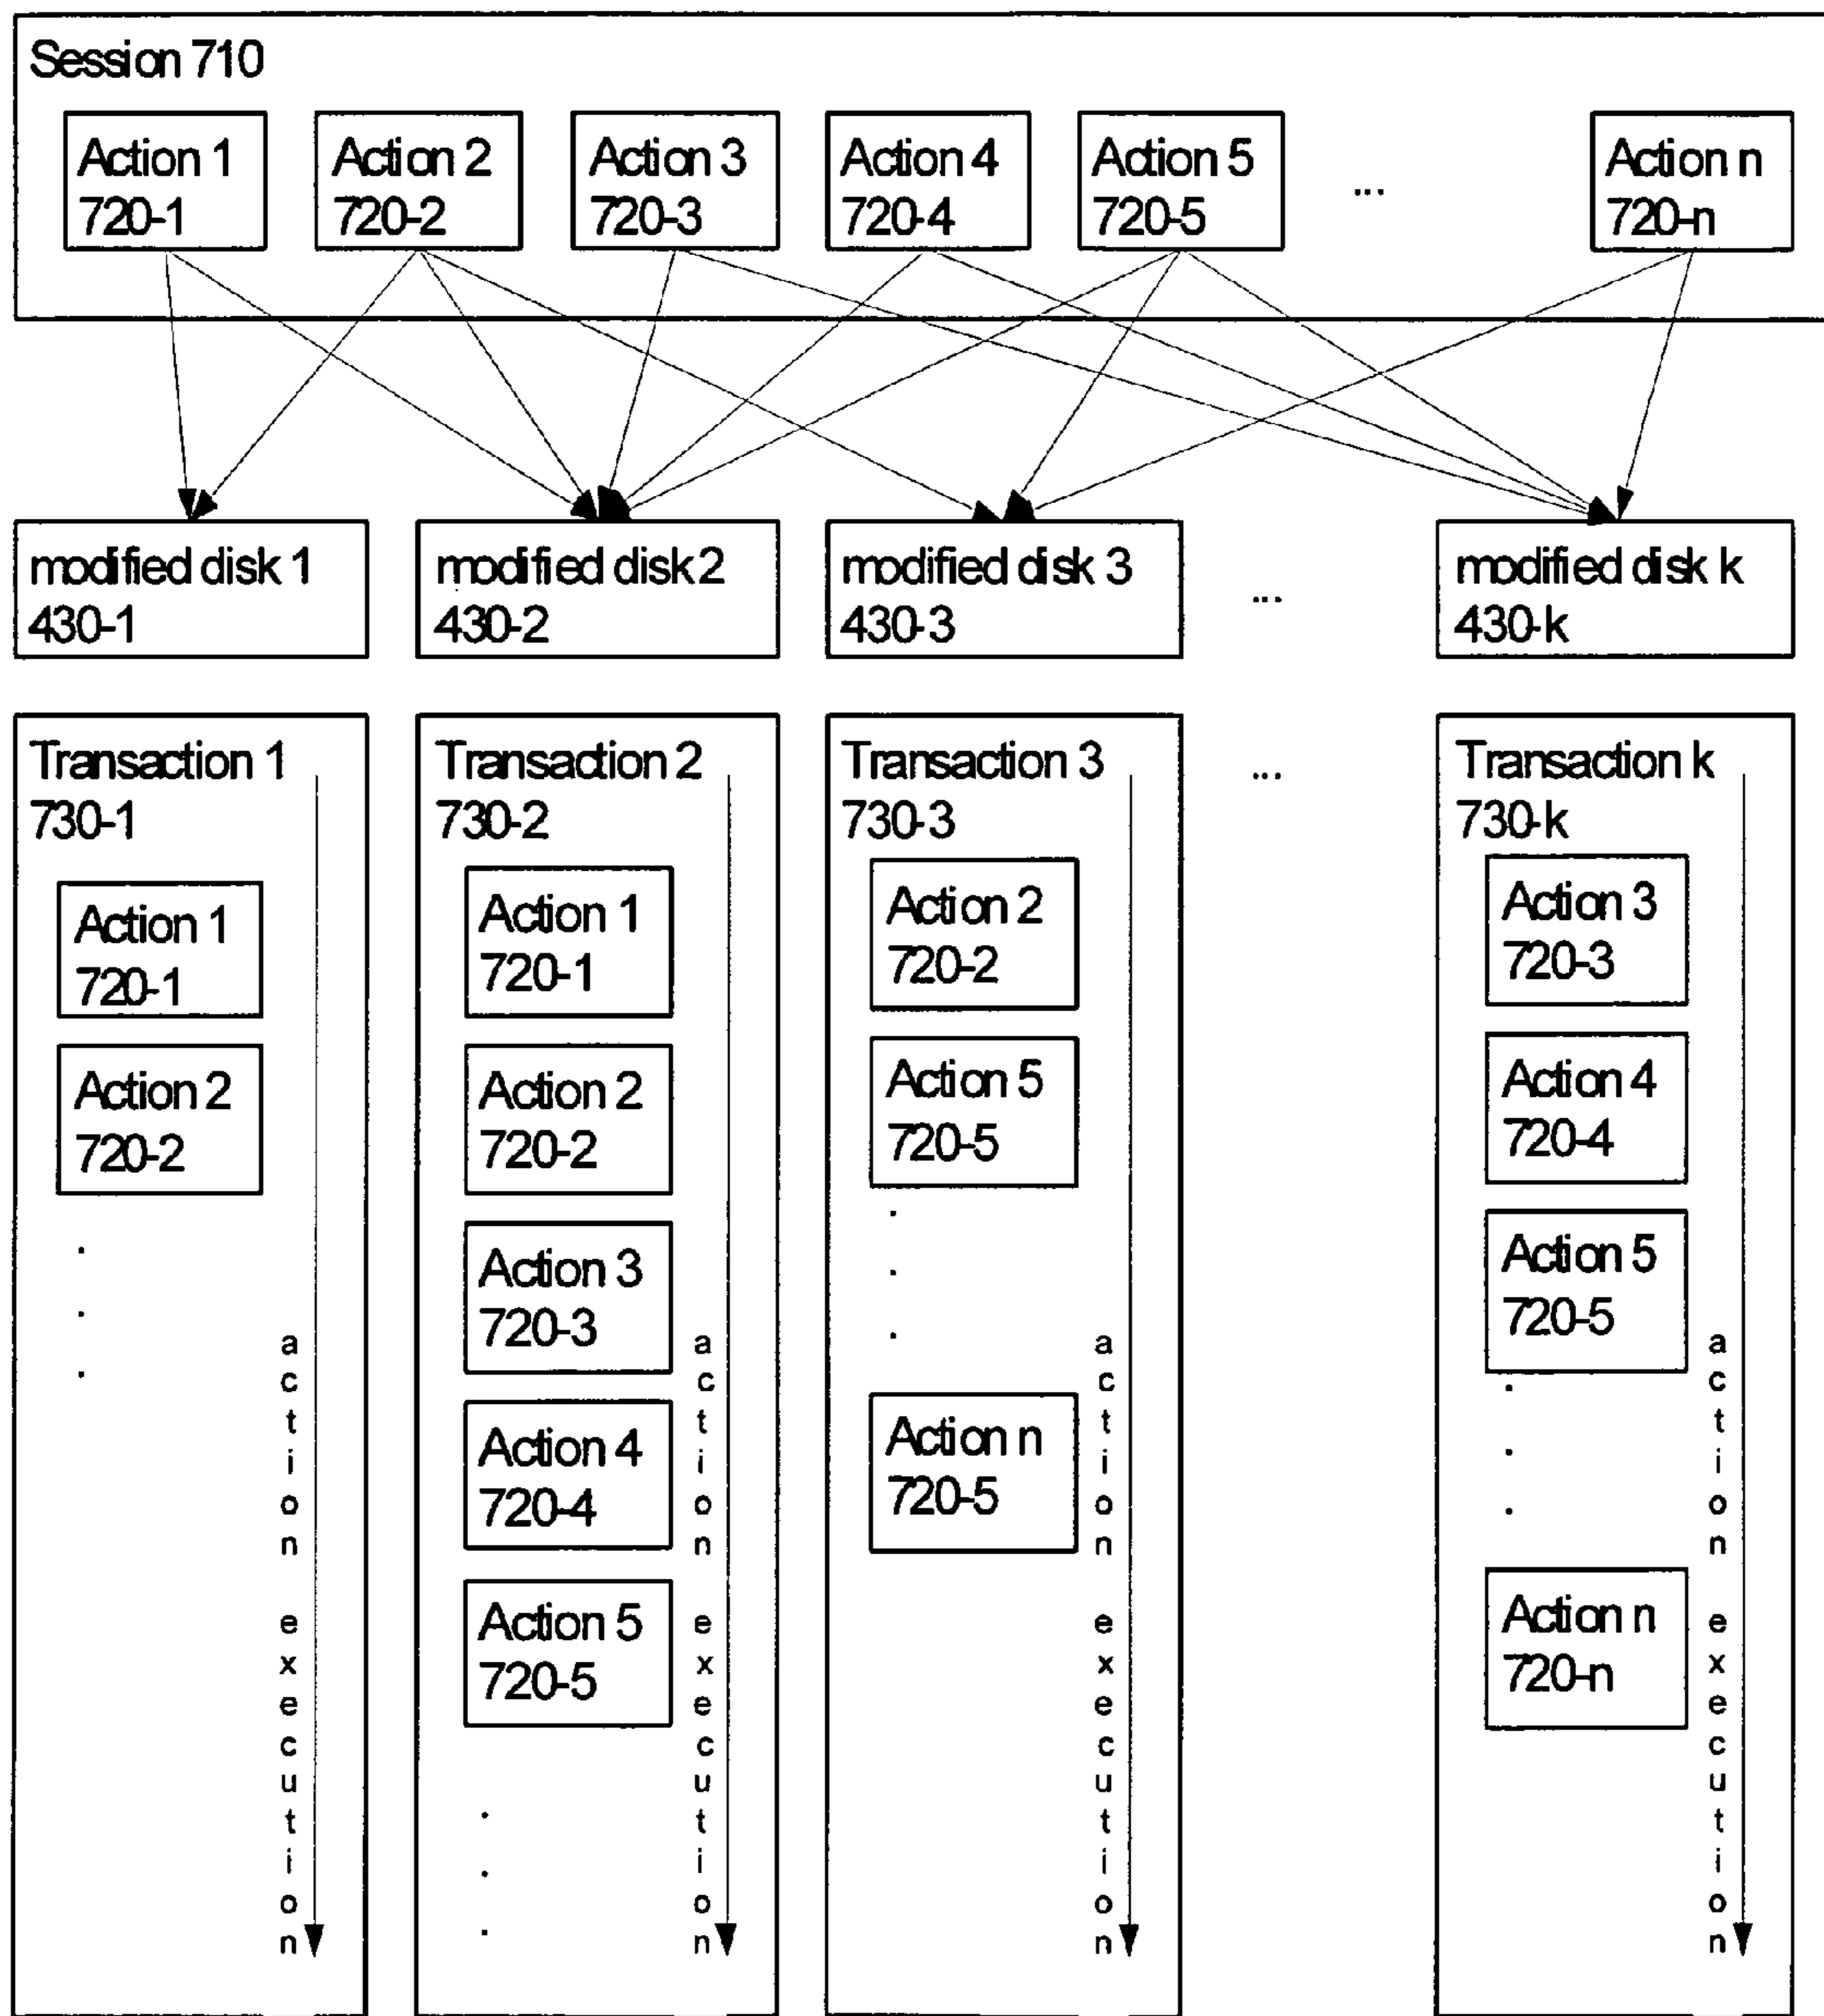 Session 710
Action 1
720-1
Action 2
720-2
Action 3
720-3
Action 4
720-4
Action 5
720-5
...
Action n
720-n
modified disk 1
430-1
modified disk 2
430-2
modified disk 3
430-3
...
modified disk k
430-k
Transaction 1
730-1
Action 1
720-1
Action 2
720-2
.
.
.
action execution
Transaction 2
730-2
Action 1
720-1
Action 2
720-2
Action 3
720-3
Action 4
720-4
Action 5
720-5
.
.
.
action execution
Transaction 3
730-3
Action 2
720-2
Action 5
720-5
.
.
.
Action n
720-5
action execution
...
Transaction k
730-k
Action 3
720-3
Action 4
720-4
Action 5
720-5
.
.
.
Action n
720-n
action execution